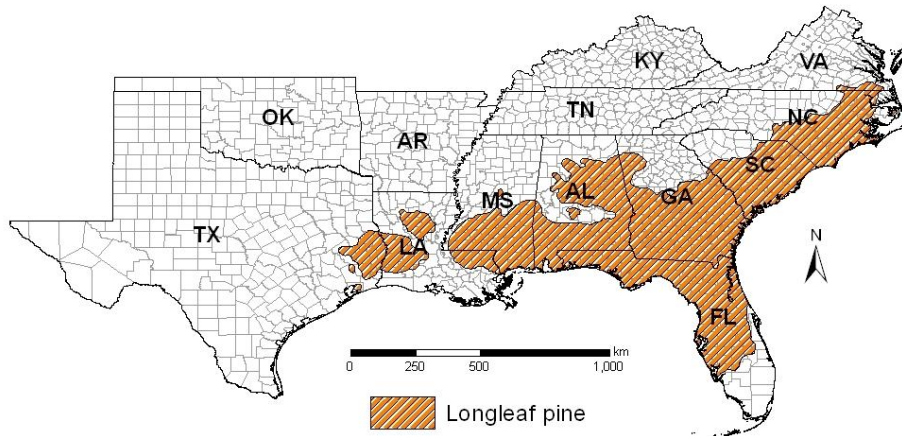 KY
VA
OK
TN
NC
AR
SC
MS
AL
GA
TX
LA
N
FL
km
0 250 500 1,000
Longleaf pine